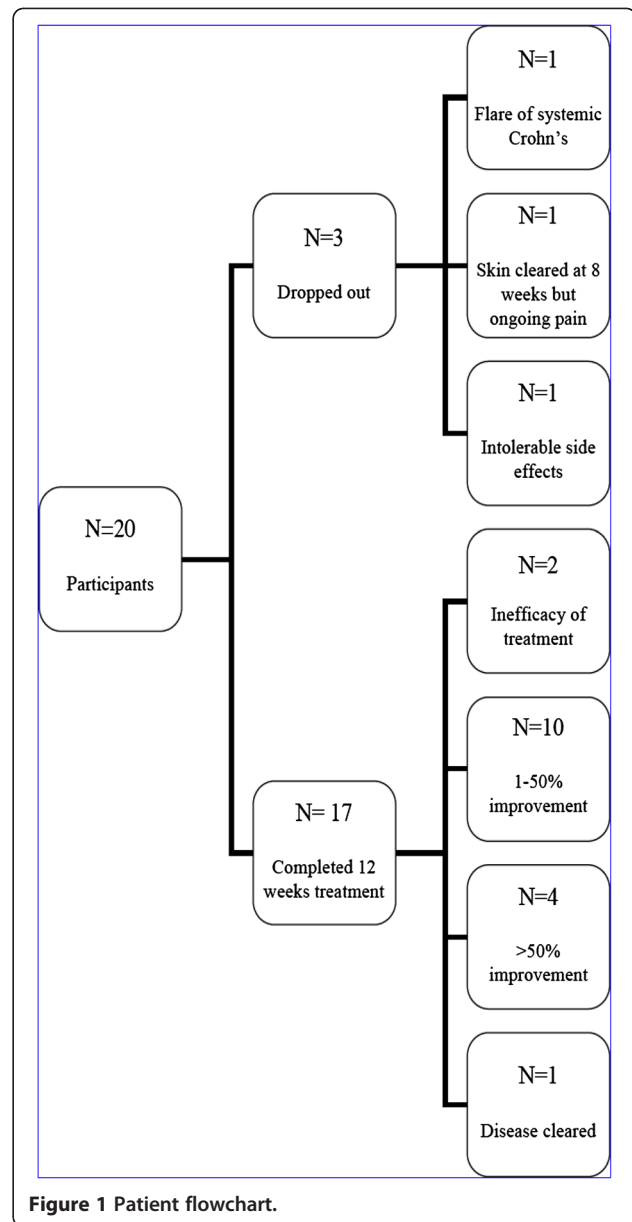 N=1
Flare of systemic
Crohn's
N=1
Skin cleared at 8
weeks but
ongoing pain
N=3
Dropped out
N=1
Intolerable side
effects
N=20
Participants
N=2
Inefficacy of
treatment
N=10
1-50%
improvement
N= 17
Completed 12
weeks treatment
N=4
>50%
improvement
N=1
Disease cleared
Figure 1 Patient flowchart.